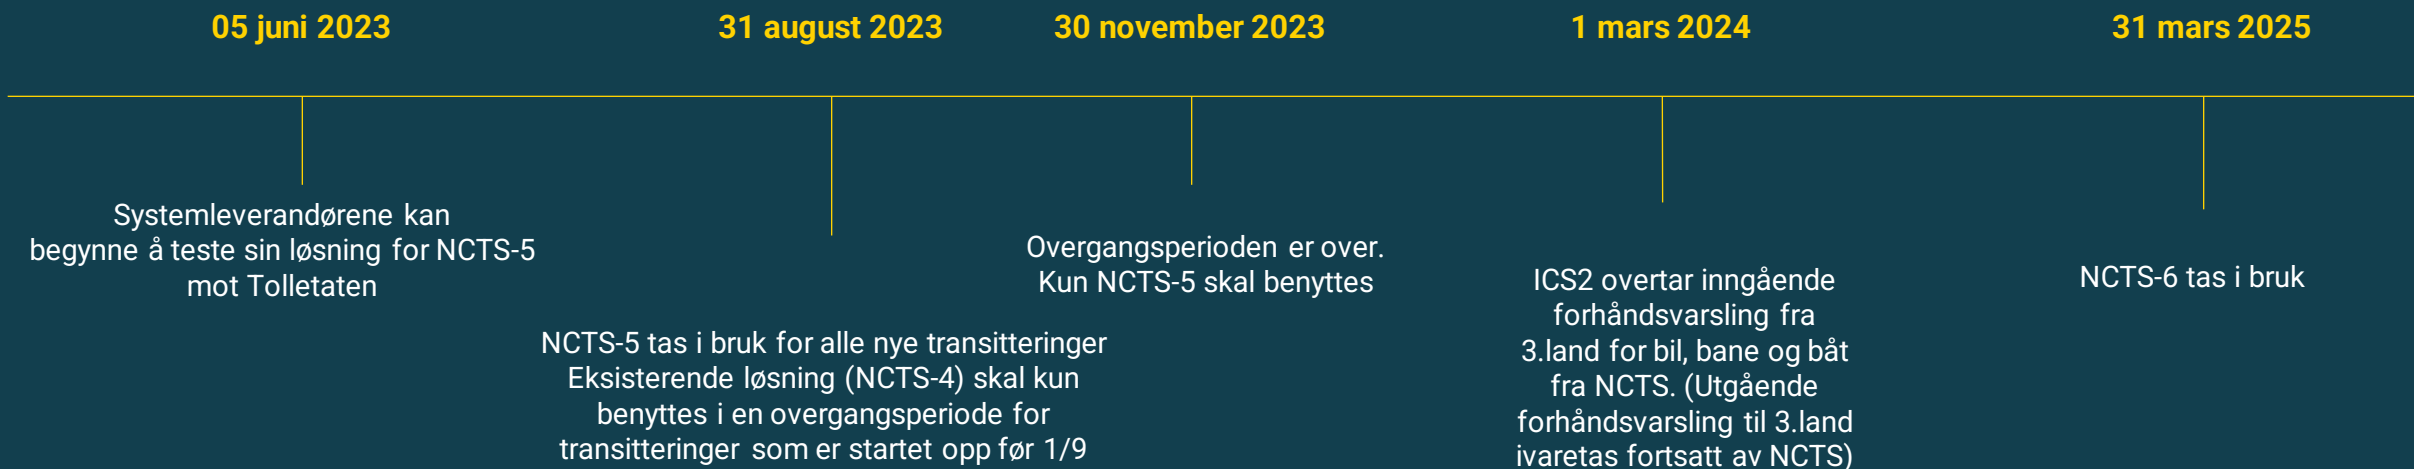 05 juni 2023
31 august 2023
30 november 2023
1 mars 2024
31 mars 2025
Systemleverandørene kan
begynne å teste sin løsning for NCTS-5
mot Tolletaten
NCTS-5 tas i bruk for alle nye transitteringer
Eksisterende løsning (NCTS-4) skal kun
benyttes i en overgangsperiode for
transitteringer som er startet opp før 1/9
Overgangsperioden er over.
Kun NCTS-5 skal benyttes
ICS2 overtar inngående
forhåndsvarsling fra
3.land for bil, bane og båt
fra NCTS. (Utgående
forhåndsvarsling til 3.land
ivaretas fortsatt av NCTS)
NCTS-6 tas i bruk